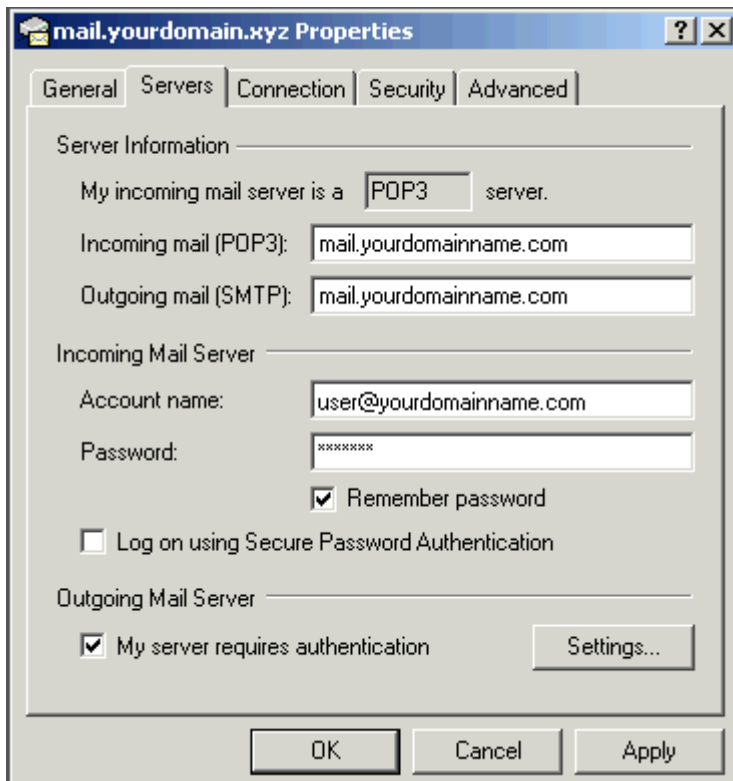 mail.yourdomain.xyz Properties ? X
General Servers Connection Security Advanced
Server Information
My incoming mail server is a POP3 server.
Incoming mail (POP3): mail.yourdomainname.com
Outgoing mail (SMTP): mail.yourdomainname.com
Incoming Mail Server
Account name: user@yourdomainname.com
Password: *******
Remember password
Log on using Secure Password Authentication
Outgoing Mail Server
My server requires authentication Settings...
OK Cancel Apply